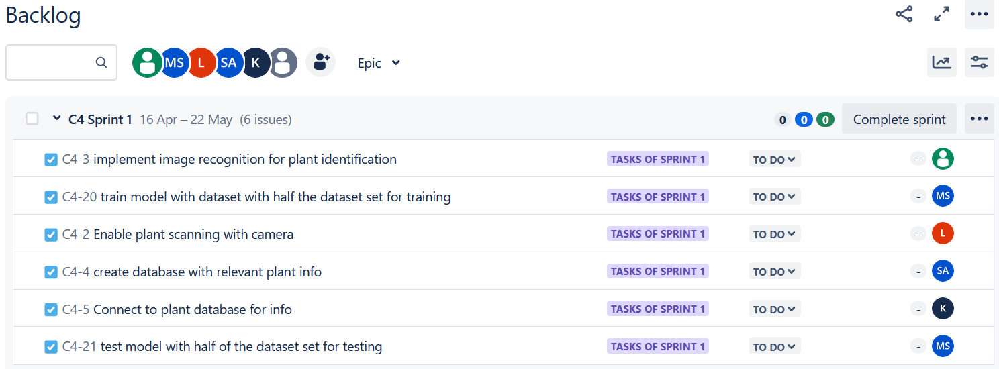 Backlog
MS L SA K Epic
C4 Sprint 1 16 Apr – 22 May (6 issues) 0 0 0 Complete sprint
C4-3 implement image recognition for plant identification TASKS OF SPRINT 1 TO DO -
C4-20 train model with dataset with half the dataset set for training TASKS OF SPRINT 1 TO DO - MS
C4-2 Enable plant scanning with camera TASKS OF SPRINT 1 TO DO - L
C4-4 create database with relevant plant info TASKS OF SPRINT 1 TO DO - SA
C4-5 Connect to plant database for info TASKS OF SPRINT 1 TO DO - K
C4-21 test model with half of the dataset set for testing TASKS OF SPRINT 1 TO DO - MS